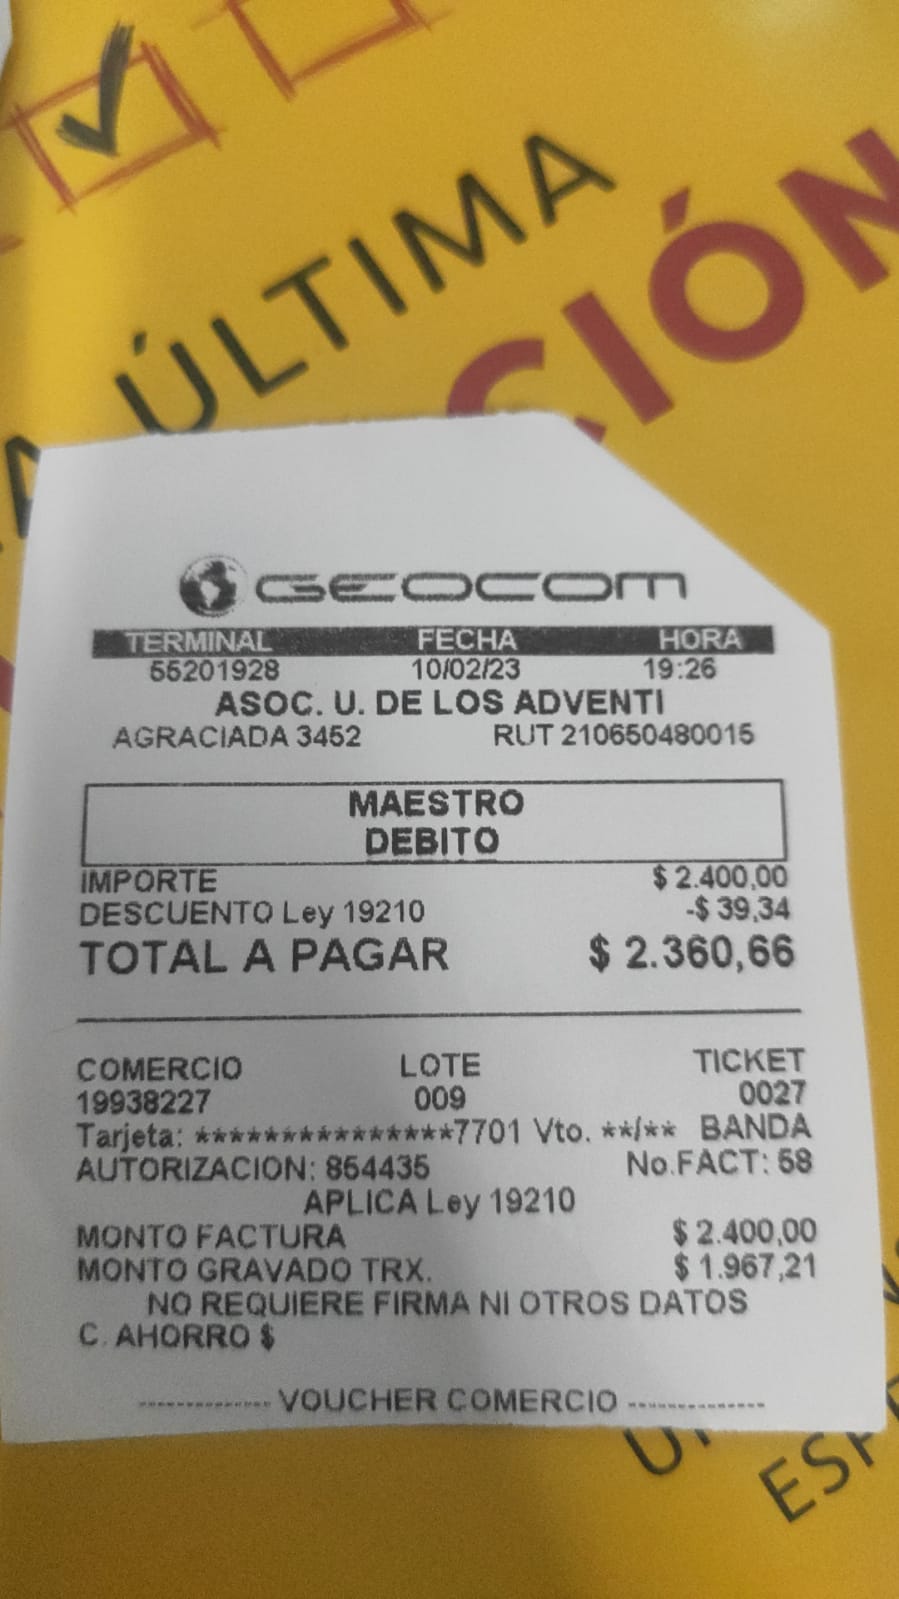 ÚLTIMA
CIÓN
GEOCOM
TERMINAL FECHA HORA
55201928 10/02/23 19:26
ASOC. U. DE LOS ADVENTI
AGRACIADA 3452 RUT 210650480015
MAESTRO
DEBITO
IMPORTE $ 2.400,00
DESCUENTO Ley 19210 -$ 39,34
TOTAL A PAGAR $ 2.360,66
COMERCIO LOTE TICKET
19938227 009 0027
Tarjeta: ***************7701 Vto. **/** BANDA
AUTORIZACION: 854435 No.FACT: 58
APLICA Ley 19210
MONTO FACTURA $ 2.400,00
MONTO GRAVADO TRX. $ 1.967,21
NO REQUIERE FIRMA NI OTROS DATOS
C. AHORRO $
-------------- VOUCHER COMERCIO --------------